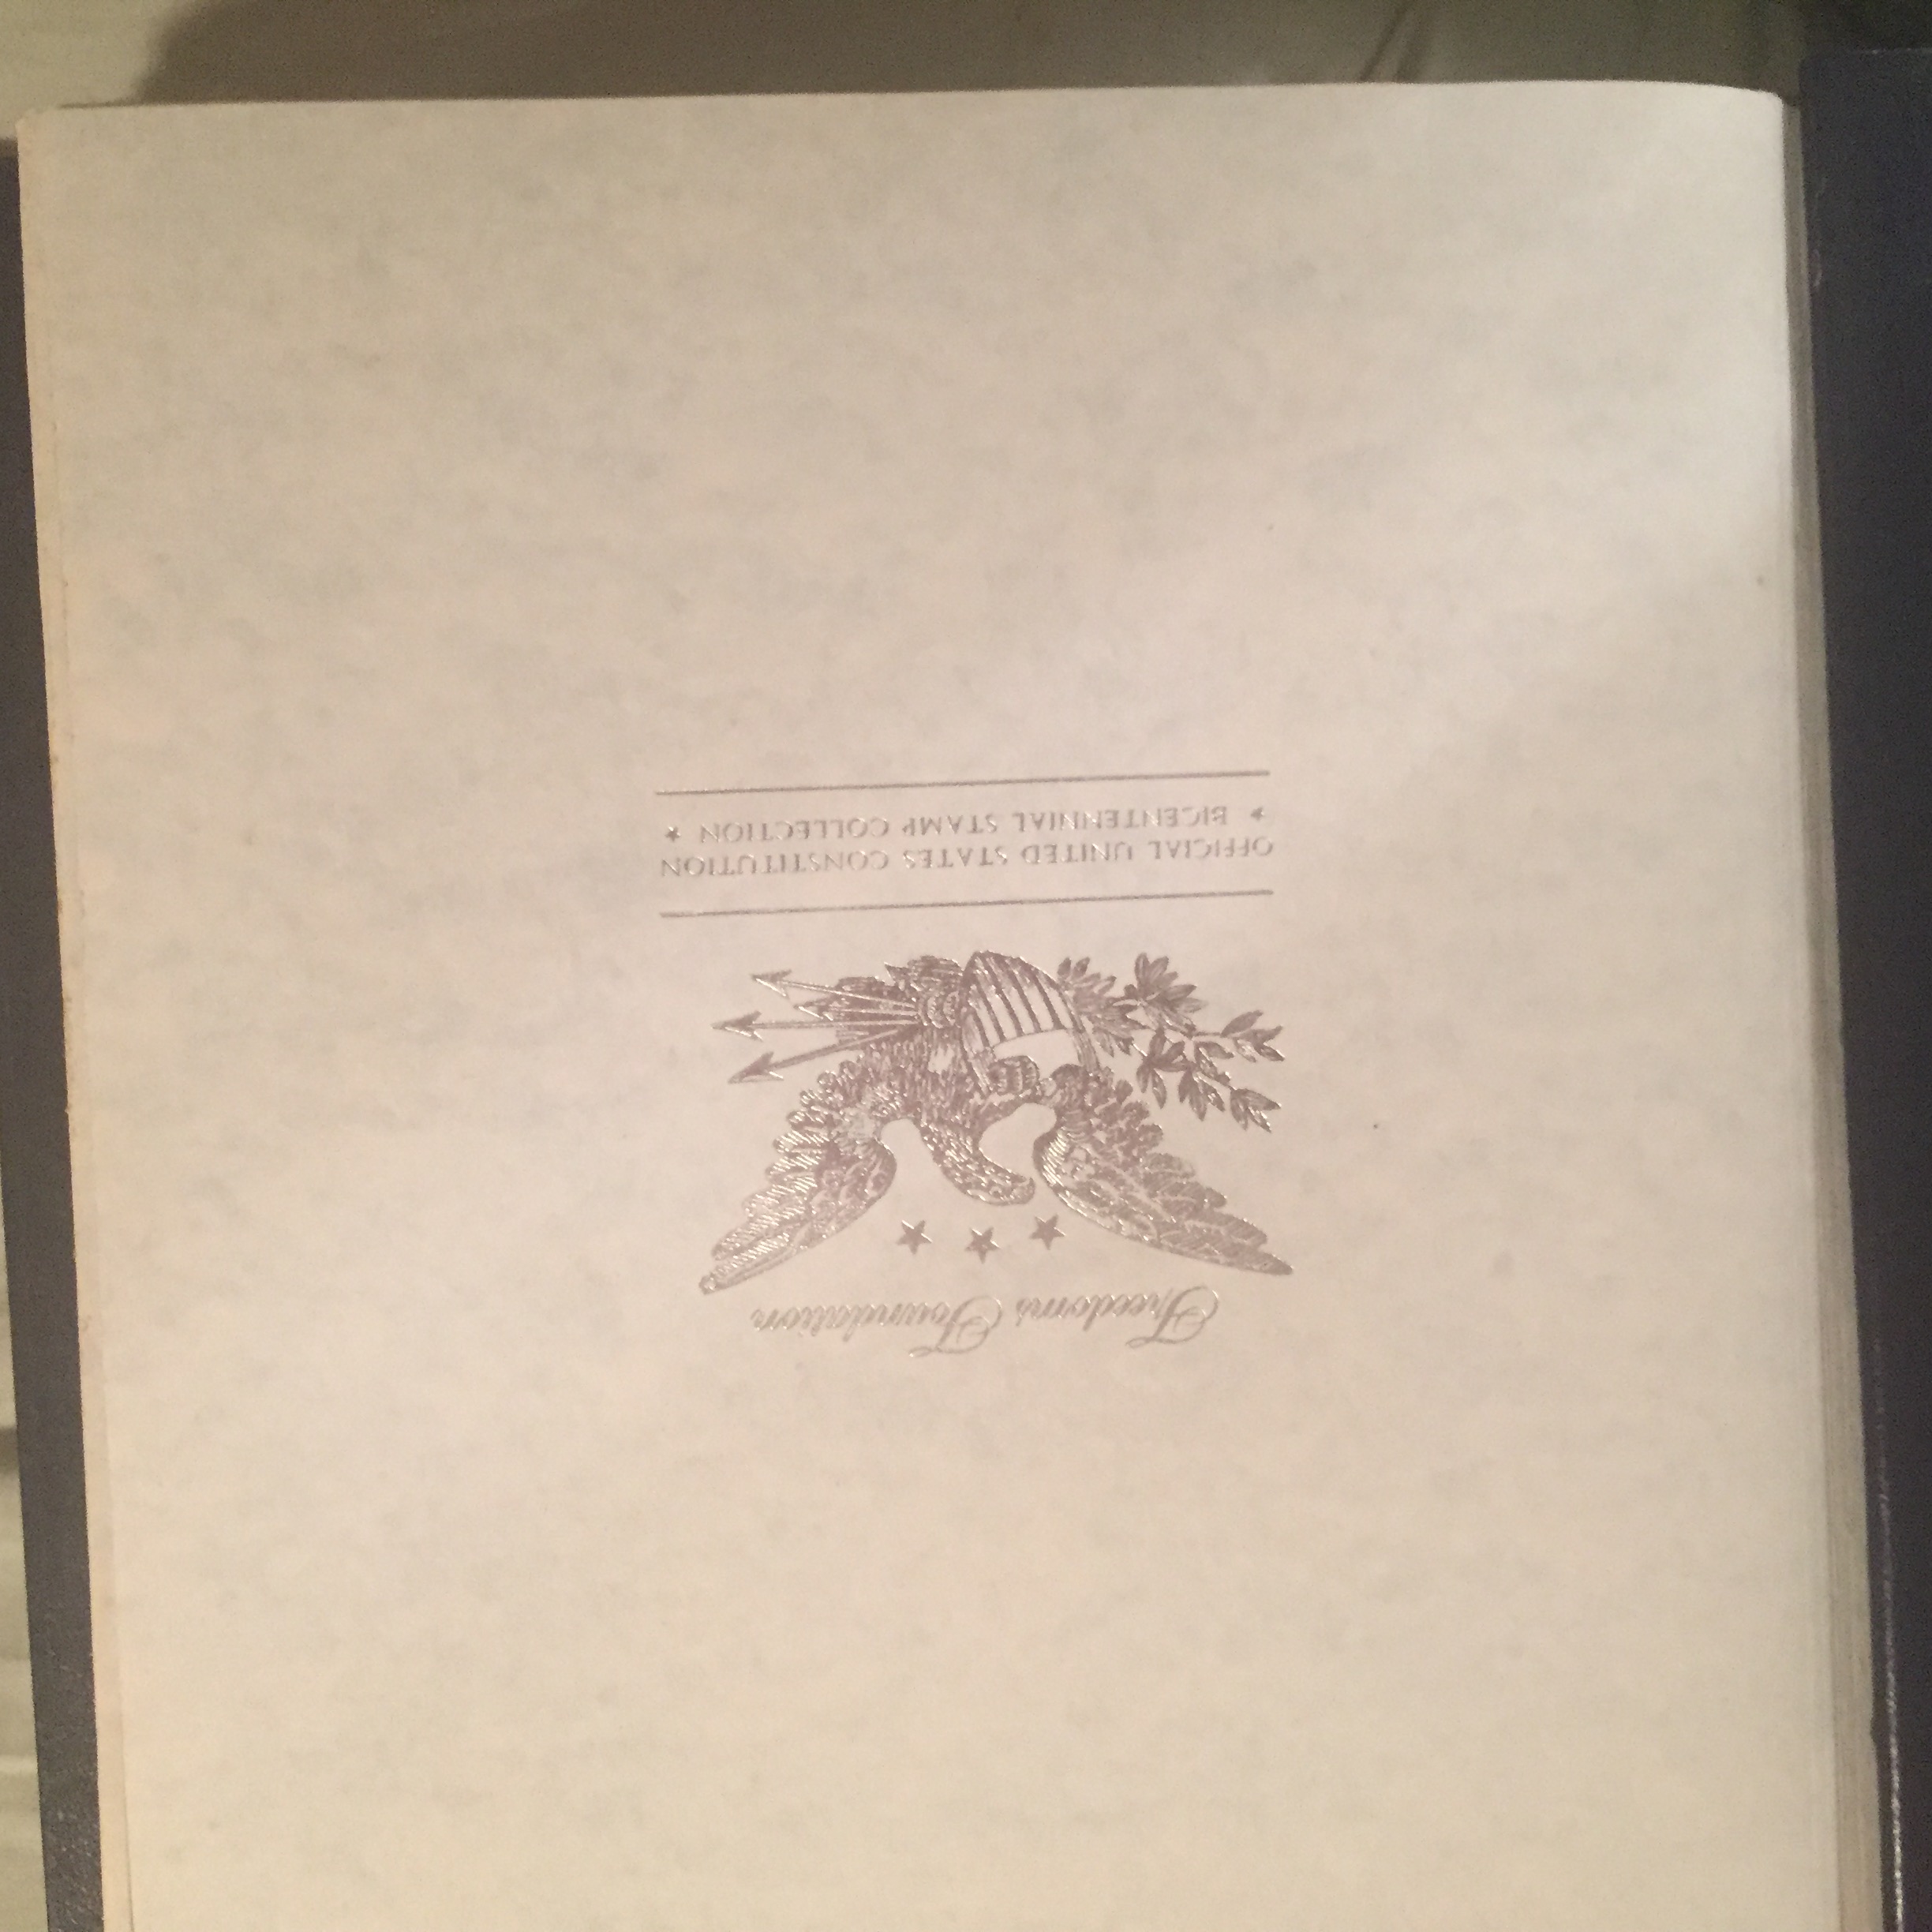 Freedoms Foundation
OFFICIAL UNITED STATES CONSTITUTION
★ BICENTENNIAL STAMP COLLECTION ★